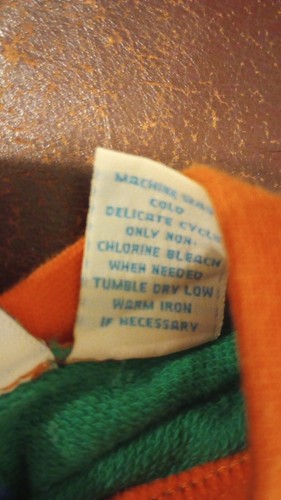 MACHINE WASH
COLD
DELICATE CYCLE
ONLY NON-
CHLORINE BLEACH
WHEN NEEDED
TUMBLE DRY LOW
WARM IRON
IF NECESSARY